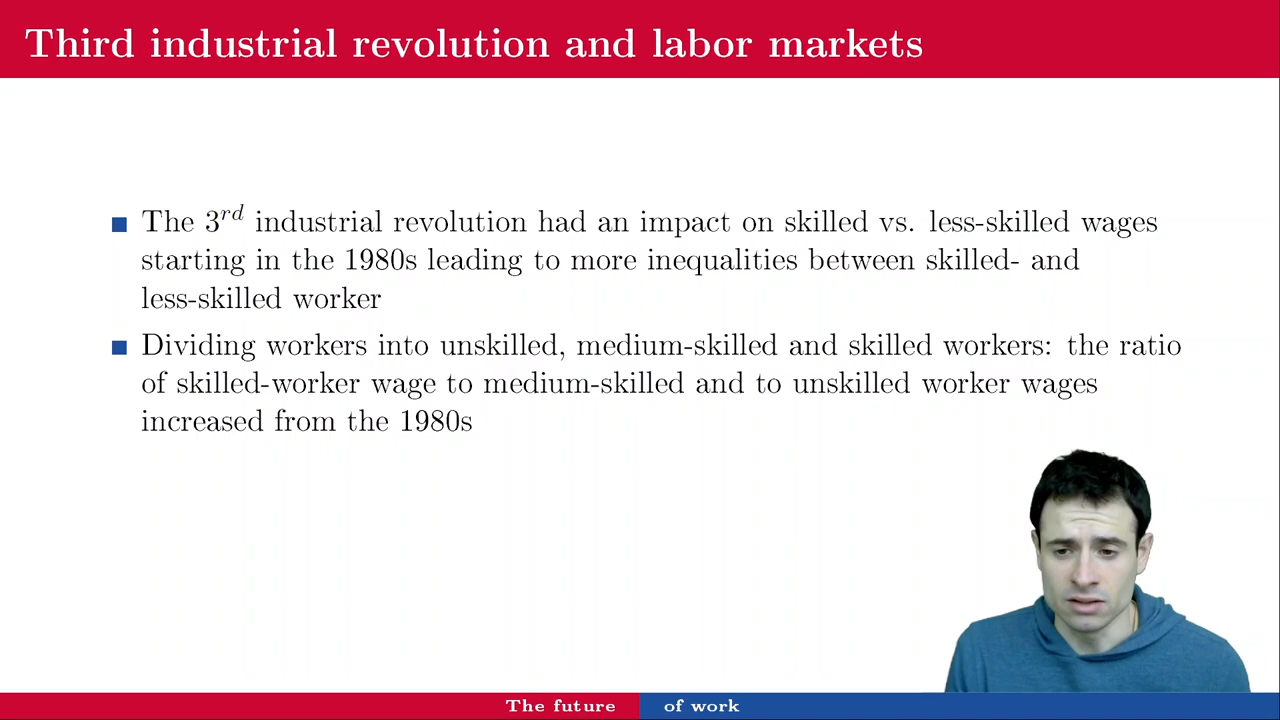 Third industrial revolution and labor markets
The 3rd industrial revolution had an impact on skilled vs. less-skilled wages
starting in the 1980s leading to more inequalities between skilled- and
less-skilled worker
Dividing workers into unskilled, medium-skilled and skilled workers: the ratio
of skilled-worker wage to medium-skilled and to unskilled worker wages
increased from the 1980s
The future of work